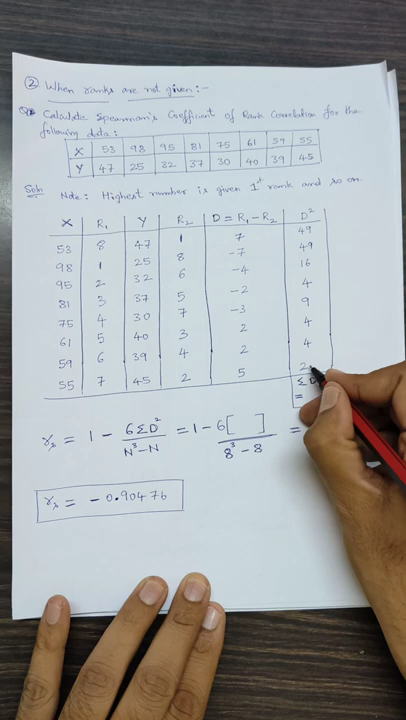 ② When ranks are not given:-
Q. Calculate Spearman's Coefficient of Rank Correlation for the
following data:
X 53 98 95 81 75 61 59 55
Y 47 25 32 37 30 40 39 45
Soln Note: Highest number is given 1st rank and so on.
X R₁ Y R₂ D = R₁ - R₂ D²
53 8 47 1 7 49
98 1 25 8 -7 49
95 2 32 6 -4 16
81 3 37 5 -2 4
75 4 30 7 -3 9
61 5 40 3 2 4
59 6 39 4 2 4
55 7 45 2 5 2
ΣD²
=
r = 1 - 6ΣD² / N³-N = 1 - 6[ ] / 8³ - 8 =
r = -0.90476